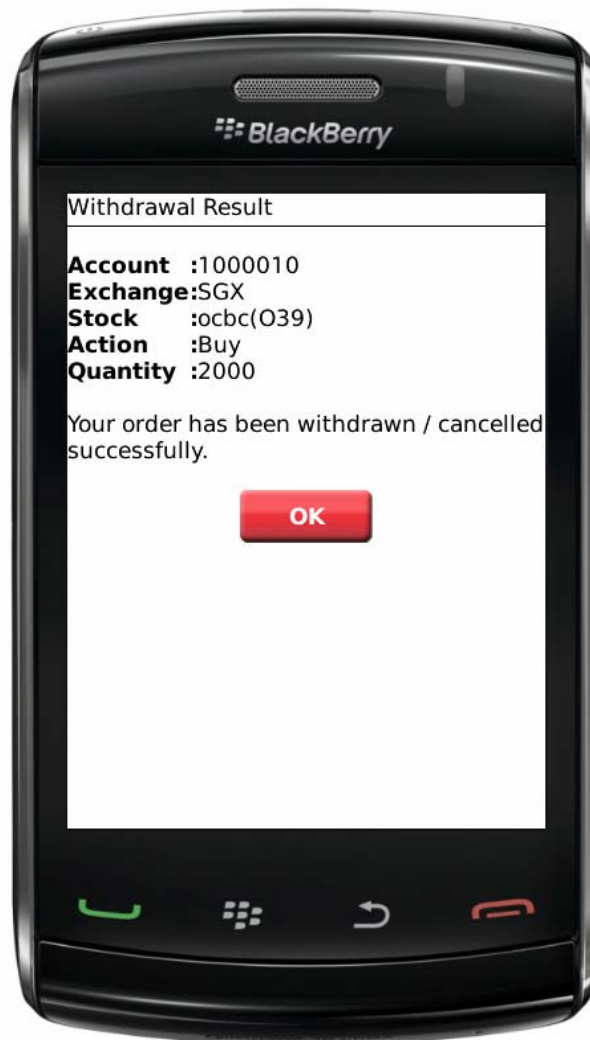 BlackBerry
Withdrawal Result
Account :1000010
Exchange:SGX
Stock :ocbc(O39)
Action :Buy
Quantity :2000
Your order has been withdrawn / cancelled
successfully.
OK